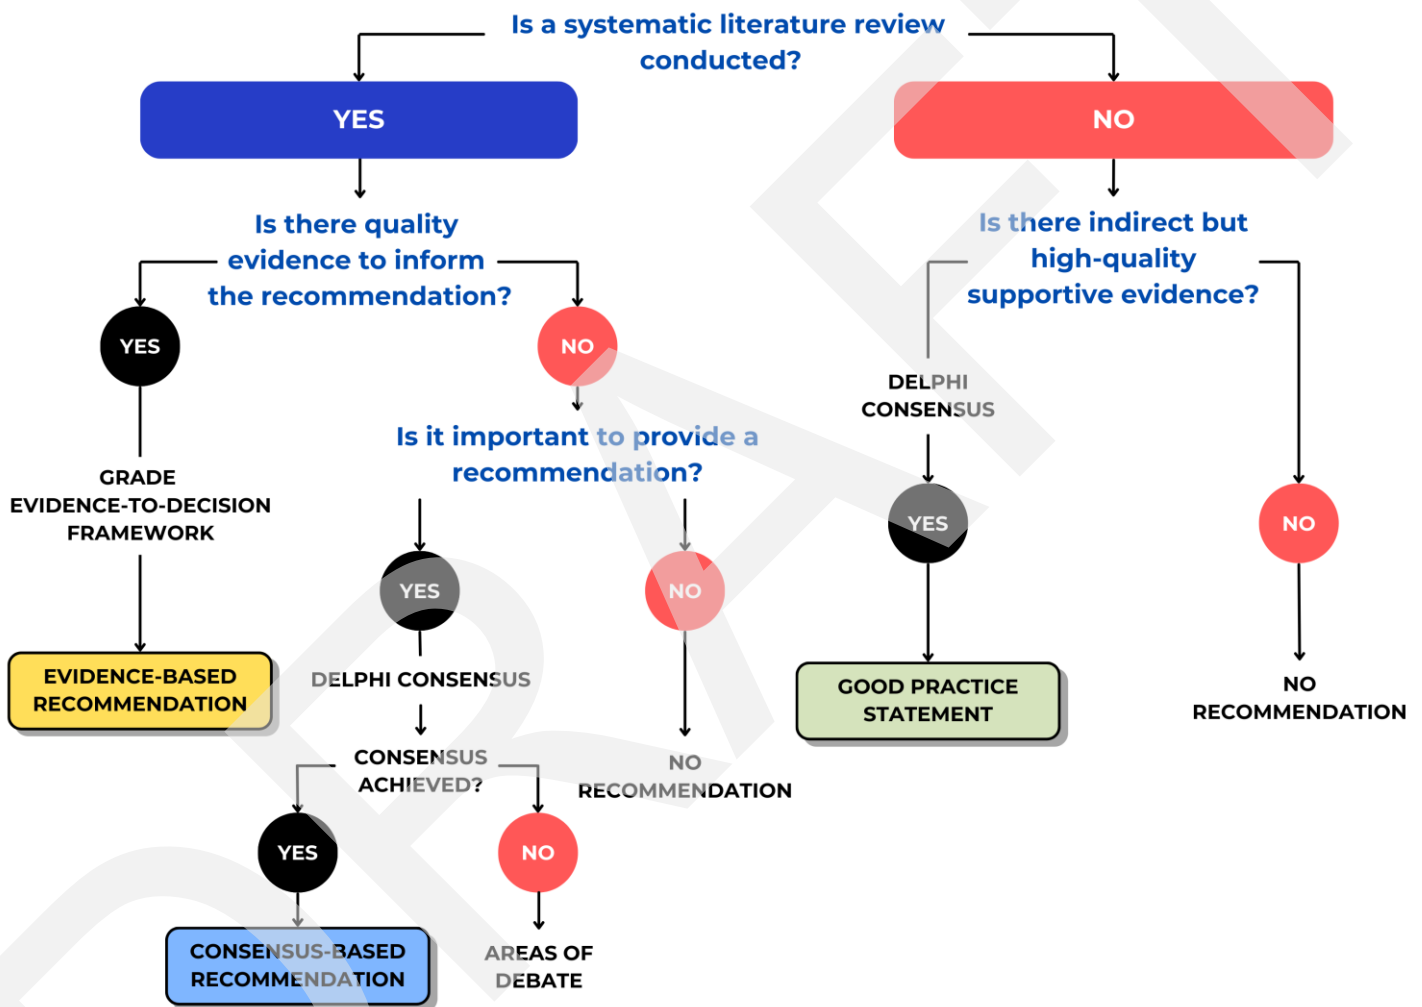 Is a systematic literature review
conducted?
YES
NO
Is there quality
evidence to inform
the recommendation?
Is there indirect but
high-quality
supportive evidence?
YES
NO
DELPHI
CONSENSUS
Is it important to provide a
recommendation?
GRADE
EVIDENCE-TO-DECISION
FRAMEWORK
YES
NO
YES
NO
EVIDENCE-BASED
RECOMMENDATION
DELPHI CONSENSUS
GOOD PRACTICE
STATEMENT
NO
RECOMMENDATION
CONSENSUS
ACHIEVED?
NO
RECOMMENDATION
YES
NO
CONSENSUS-BASED
RECOMMENDATION
AREAS OF
DEBATE
DRAFT